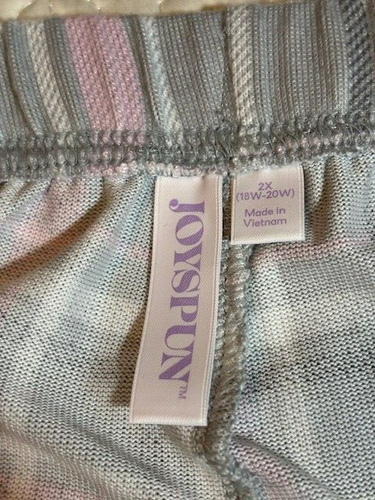 JOYSPUN™
2X
(18W-20W)
Made in
Vietnam